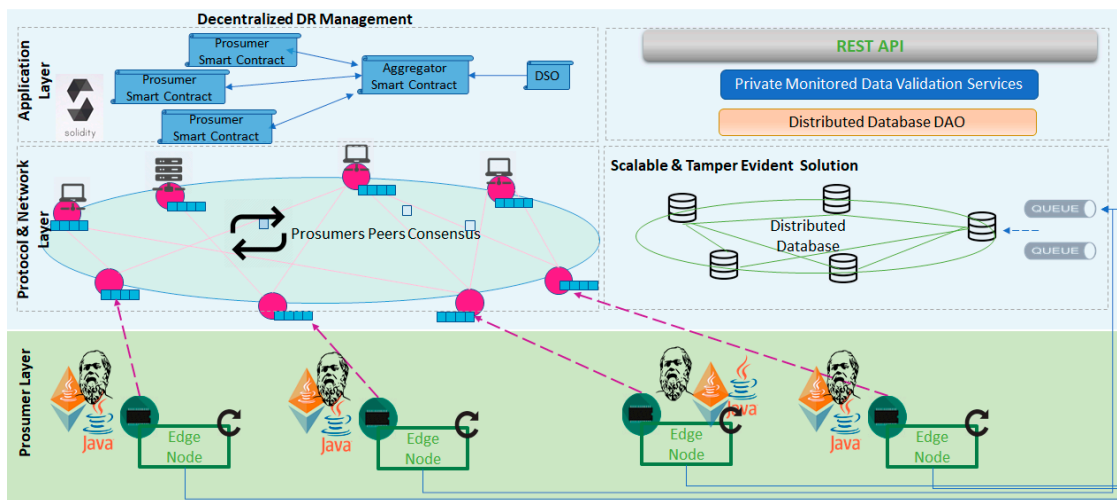 Decentralized DR Management
Application
Layer
Prosumer
Smart Contract
Prosumer
Smart Contract
Prosumer
Smart Contract
Aggregator
Smart Contract
DSO
solidity
REST API
Private Monitored Data Validation Services
Distributed Database DAO
Protocol & Network
Layer
Prosumers Peers Consensus
Scalable & Tamper Evident Solution
Distributed
Database
QUEUE
QUEUE
Prosumer Layer
Java
Edge
Node
Java
Edge
Node
Java
Edge
Node
Java
Edge
Node